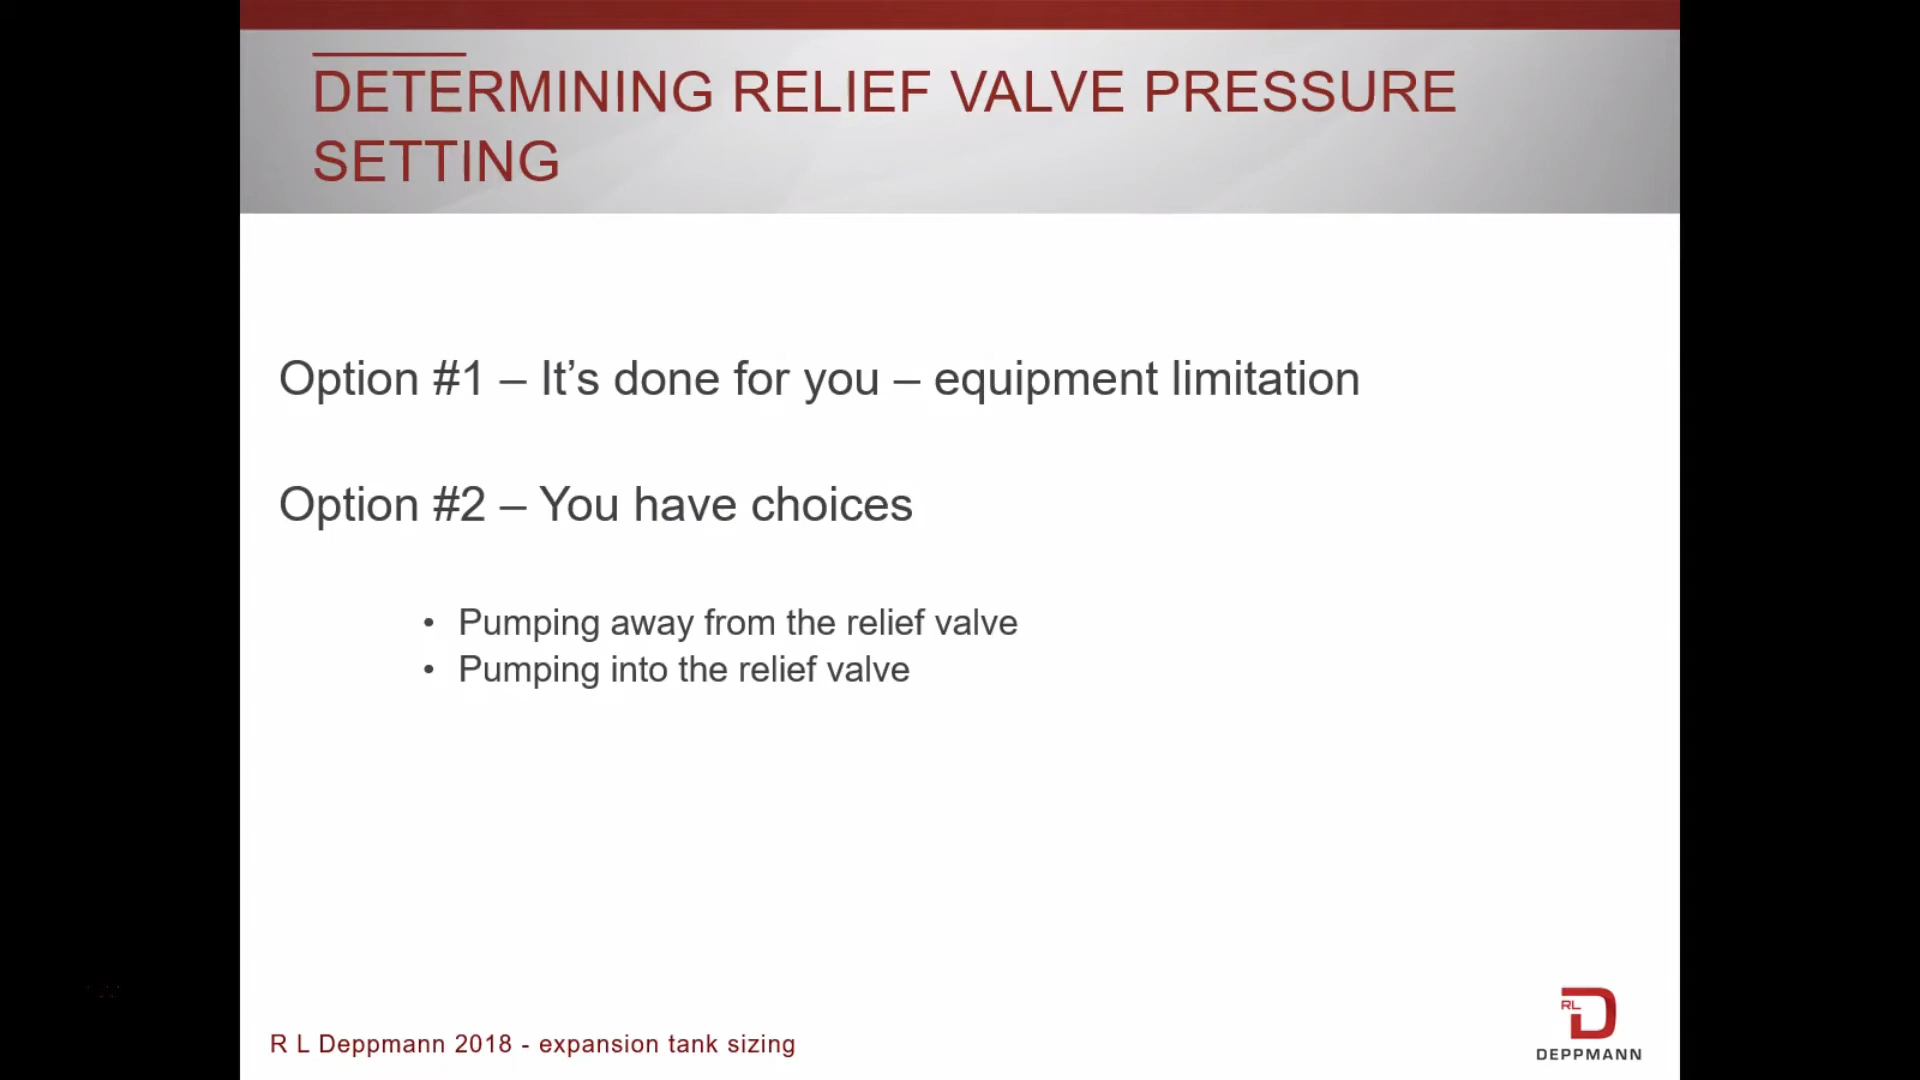 DETERMINING RELIEF VALVE PRESSURE
SETTING
Option #1 – It’s done for you – equipment limitation
Option #2 – You have choices
• Pumping away from the relief valve
• Pumping into the relief valve
R L Deppmann 2018 - expansion tank sizing
RL
DEPPMANN